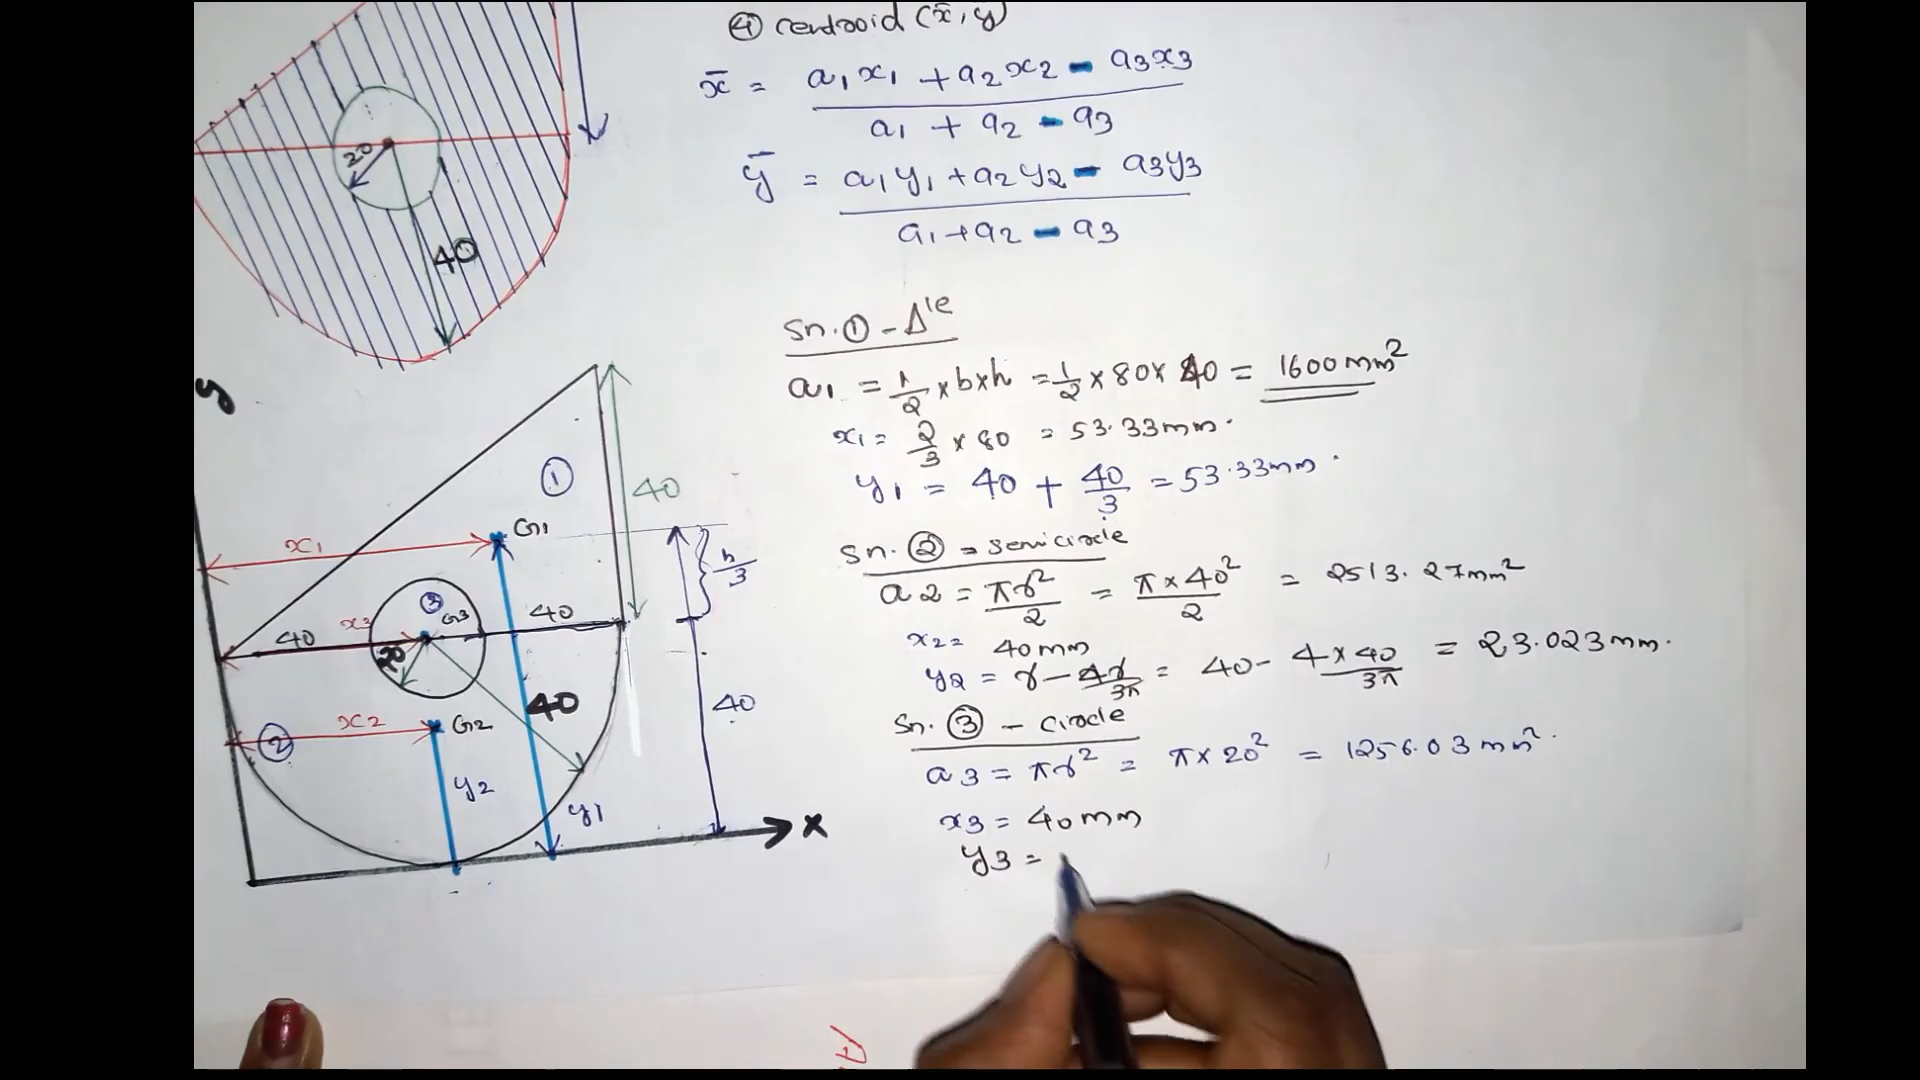 ④ centroid (x̄, ȳ)
x̄ = a₁x₁ + a₂x₂ - a₃x₃
a₁ + a₂ - a₃
ȳ = a₁y₁ + a₂y₂ - a₃y₃
a₁ + a₂ - a₃
20
40
Sn. ① - Δle
a₁ = 1/2 × b×h = 1/2 × 80 × 40 = 1600 mm²
x₁ = 2/3 × 80 = 53.33 mm.
y₁ = 40 + 40/3 = 53.33 mm.
Sn. ② = semicircle
a2 = πr²/2 = π×40²/2 = 2513.27 mm²
x₂ = 40 mm
y₂ = r - 4r/3π = 40 - 4×40/3π = 23.023 mm.
Sn. ③ - circle
a3 = πr² = π×20² = 1256.03 mm².
x₃ = 40 mm
y₃ =
y
①
40
G₁
x₁
h/3
③
G₃
x₃
40
40
20
40
40
②
x₂
G₂
y₂
y₁
x